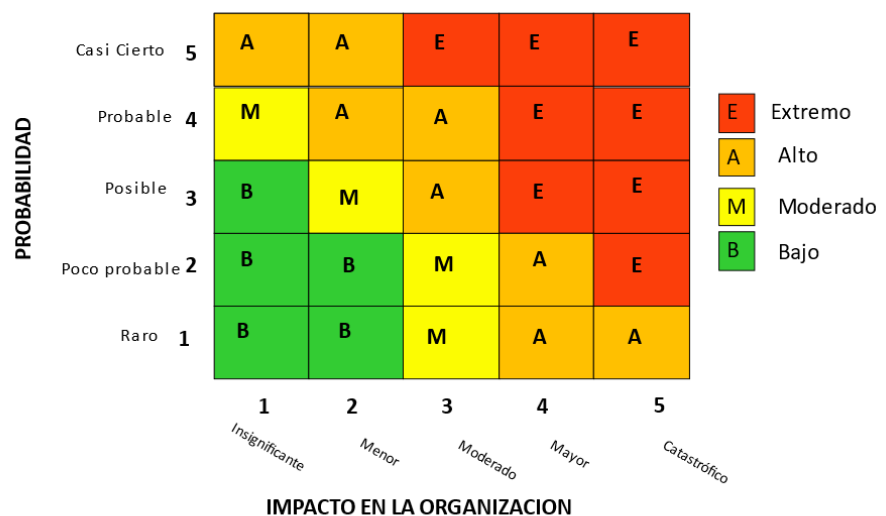 Casi Cierto 5 A A E E E
Probable 4 M A A E E
Posible 3 B M A E E
Poco probable 2 B B M A E
Raro 1 B B M A A
PROBABILIDAD
1 2 3 4 5
Insignificante Menor Moderado Mayor Catastrófico
IMPACTO EN LA ORGANIZACION
E Extremo
A Alto
M Moderado
B Bajo